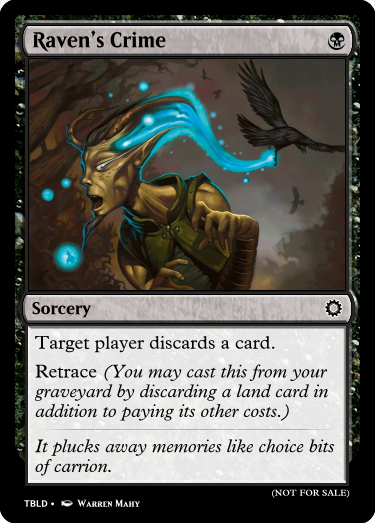 Raven's Crime
Sorcery
Target player discards a card.
Retrace (You may cast this from your
graveyard by discarding a land card in
addition to paying its other costs.)
It plucks away memories like choice bits
of carrion.
(NOT FOR SALE)
TBLD • Warren Mahy